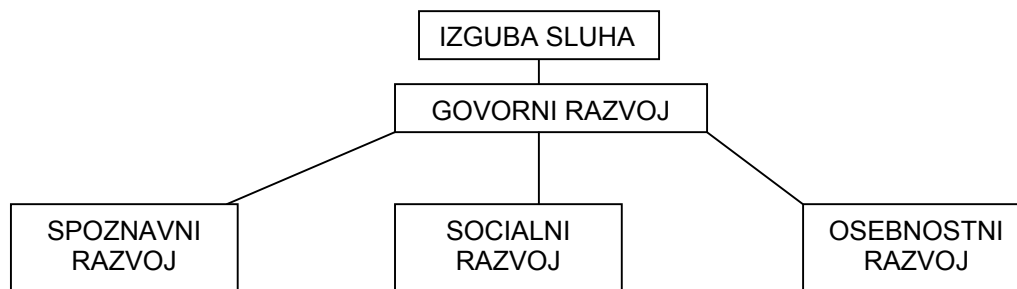 IZGUBA SLUHA
GOVORNI RAZVOJ
SPOZNAVNI
RAZVOJ
SOCIALNI
RAZVOJ
OSEBNOSTNI
RAZVOJ